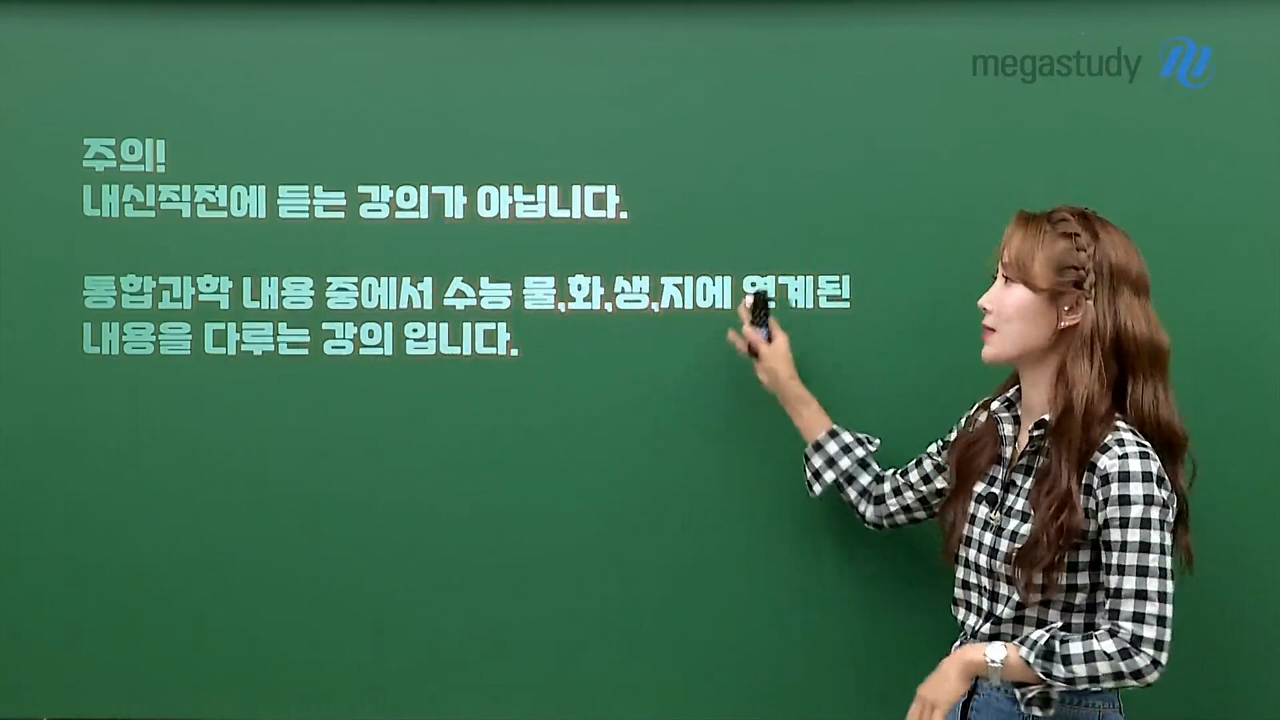 megastudy
주의!
내신직전에 듣는 강의가 아닙니다.
통합과학 내용 중에서 수능 물,화,생,지에 연계된
내용을 다루는 강의 입니다.